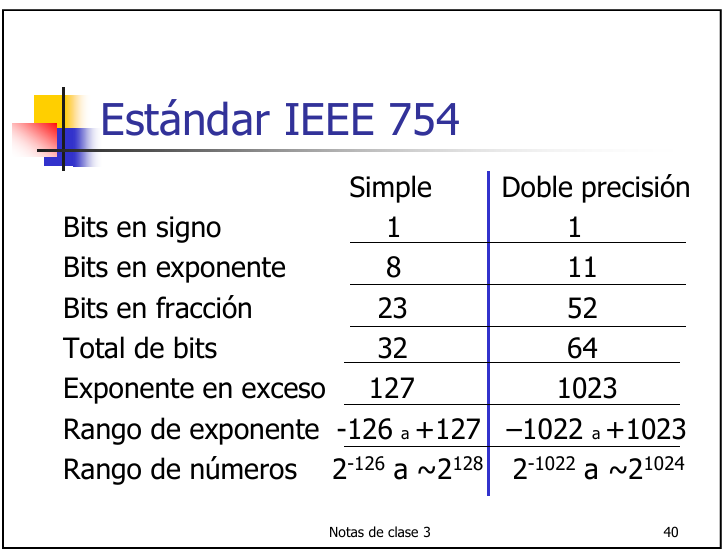 Estándar IEEE 754
Simple Doble precisión
Bits en signo 1 1
Bits en exponente 8 11
Bits en fracción 23 52
Total de bits 32 64
Exponente en exceso 127 1023
Rango de exponente -126 a +127 –1022 a +1023
Rango de números 2^-126 a ~2^128 2^-1022 a ~2^1024
Notas de clase 3 40